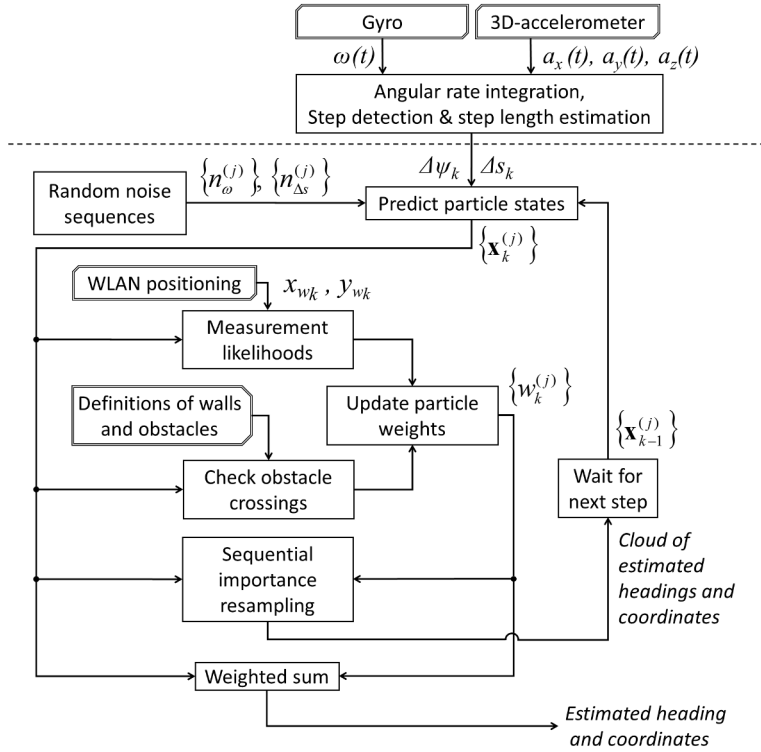 Gyro
3D-accelerometer
ω(t)
a_x(t), a_y(t), a_z(t)
Angular rate integration,
Step detection & step length estimation
Δψ_k Δs_k
{n_ω^(j)}, {n_Δs^(j)}
Random noise
sequences
Predict particle states
{x_k^(j)}
WLAN positioning
x_wk , y_wk
Measurement
likelihoods
{w_k^(j)}
Definitions of walls
and obstacles
Update particle
weights
{x_k−1^(j)}
Check obstacle
crossings
Wait for
next step
Sequential
importance
resampling
Cloud of
estimated
headings and
coordinates
Weighted sum
Estimated heading
and coordinates